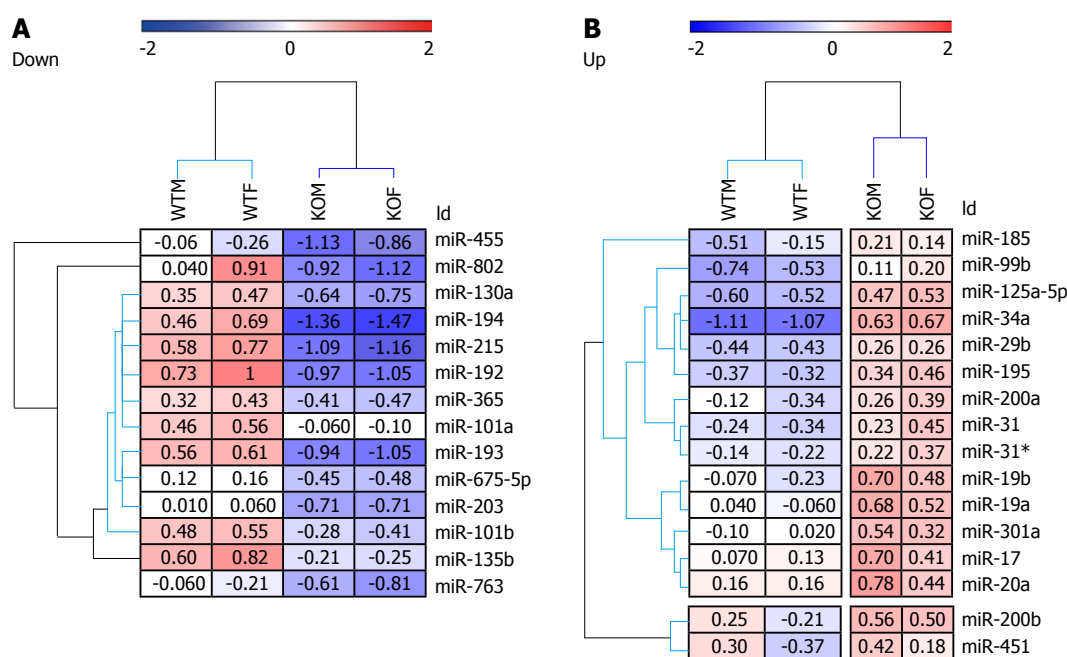 A
Down
-2 0 2
WTM WTF KOM KOF Id
-0.06 -0.26 -1.13 -0.86 miR-455
0.040 0.91 -0.92 -1.12 miR-802
0.35 0.47 -0.64 -0.75 miR-130a
0.46 0.69 -1.36 -1.47 miR-194
0.58 0.77 -1.09 -1.16 miR-215
0.73 1 -0.97 -1.05 miR-192
0.32 0.43 -0.41 -0.47 miR-365
0.46 0.56 -0.060 -0.10 miR-101a
0.56 0.61 -0.94 -1.05 miR-193
0.12 0.16 -0.45 -0.48 miR-675-5p
0.010 0.060 -0.71 -0.71 miR-203
0.48 0.55 -0.28 -0.41 miR-101b
0.60 0.82 -0.21 -0.25 miR-135b
-0.060 -0.21 -0.61 -0.81 miR-763
B
Up
-2 0 2
WTM WTF KOM KOF Id
-0.51 -0.15 0.21 0.14 miR-185
-0.74 -0.53 0.11 0.20 miR-99b
-0.60 -0.52 0.47 0.53 miR-125a-5p
-1.11 -1.07 0.63 0.67 miR-34a
-0.44 -0.43 0.26 0.26 miR-29b
-0.37 -0.32 0.34 0.46 miR-195
-0.12 -0.34 0.26 0.39 miR-200a
-0.24 -0.34 0.23 0.45 miR-31
-0.14 -0.22 0.22 0.37 miR-31*
-0.070 -0.23 0.70 0.48 miR-19b
0.040 -0.060 0.68 0.52 miR-19a
-0.10 0.020 0.54 0.32 miR-301a
0.070 0.13 0.70 0.41 miR-17
0.16 0.16 0.78 0.44 miR-20a
0.25 -0.21 0.56 0.50 miR-200b
0.30 -0.37 0.42 0.18 miR-451